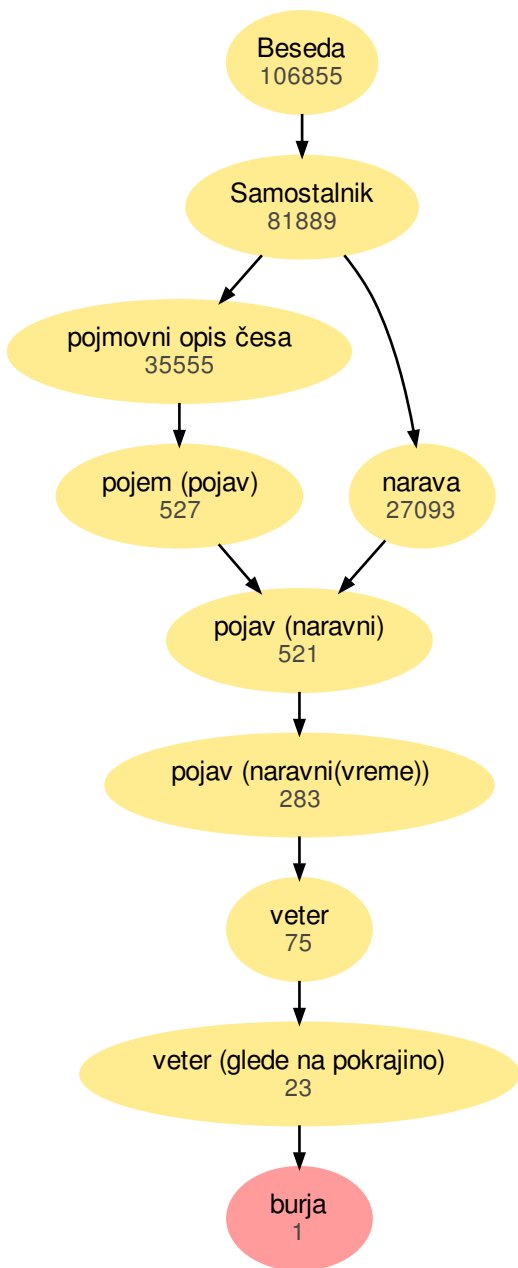 Beseda
106855
Samostalnik
81889
pojmovni opis česa
35555
pojem (pojav)
527
narava
27093
pojav (naravni)
521
pojav (naravni(vreme))
283
veter
75
veter (glede na pokrajino)
23
burja
1